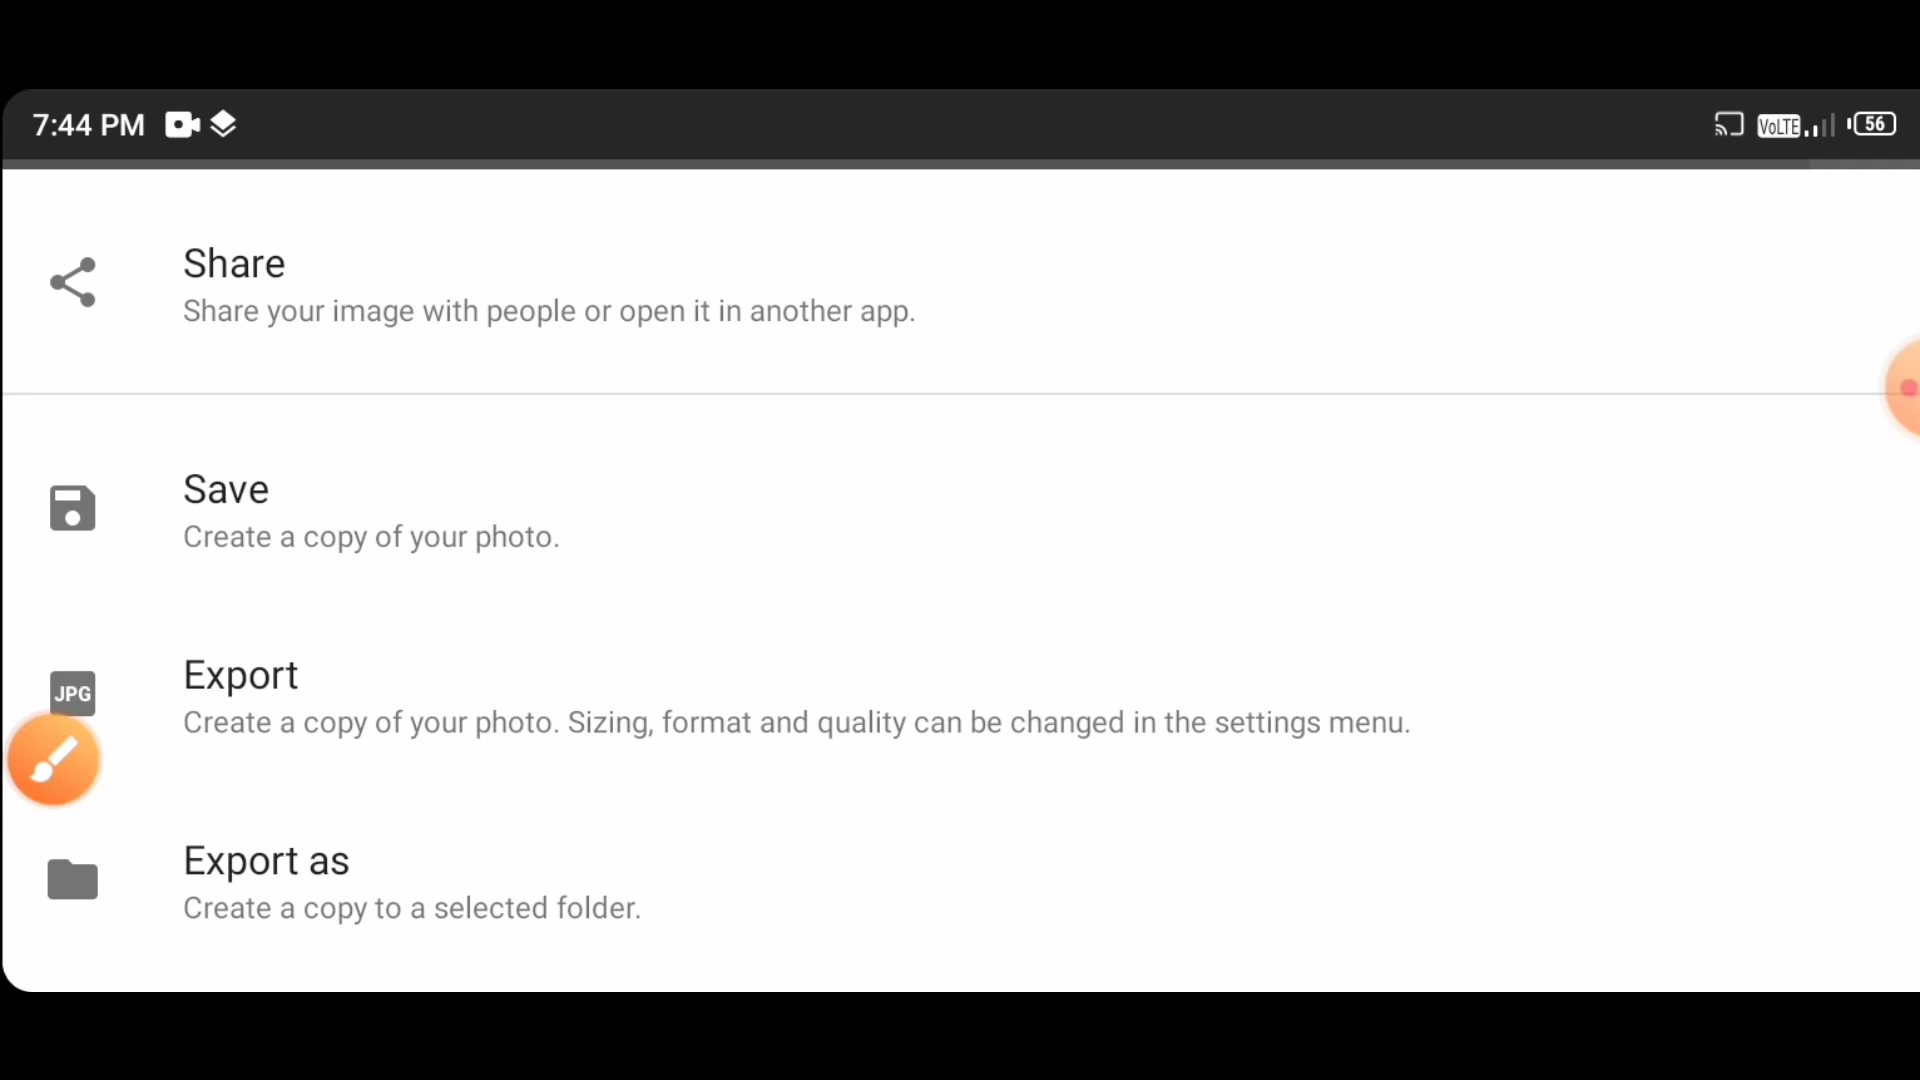 7:44 PM VoLTE 56
Share
Share your image with people or open it in another app.
Save
Create a copy of your photo.
Export
JPG
Create a copy of your photo. Sizing, format and quality can be changed in the settings menu.
Export as
Create a copy to a selected folder.